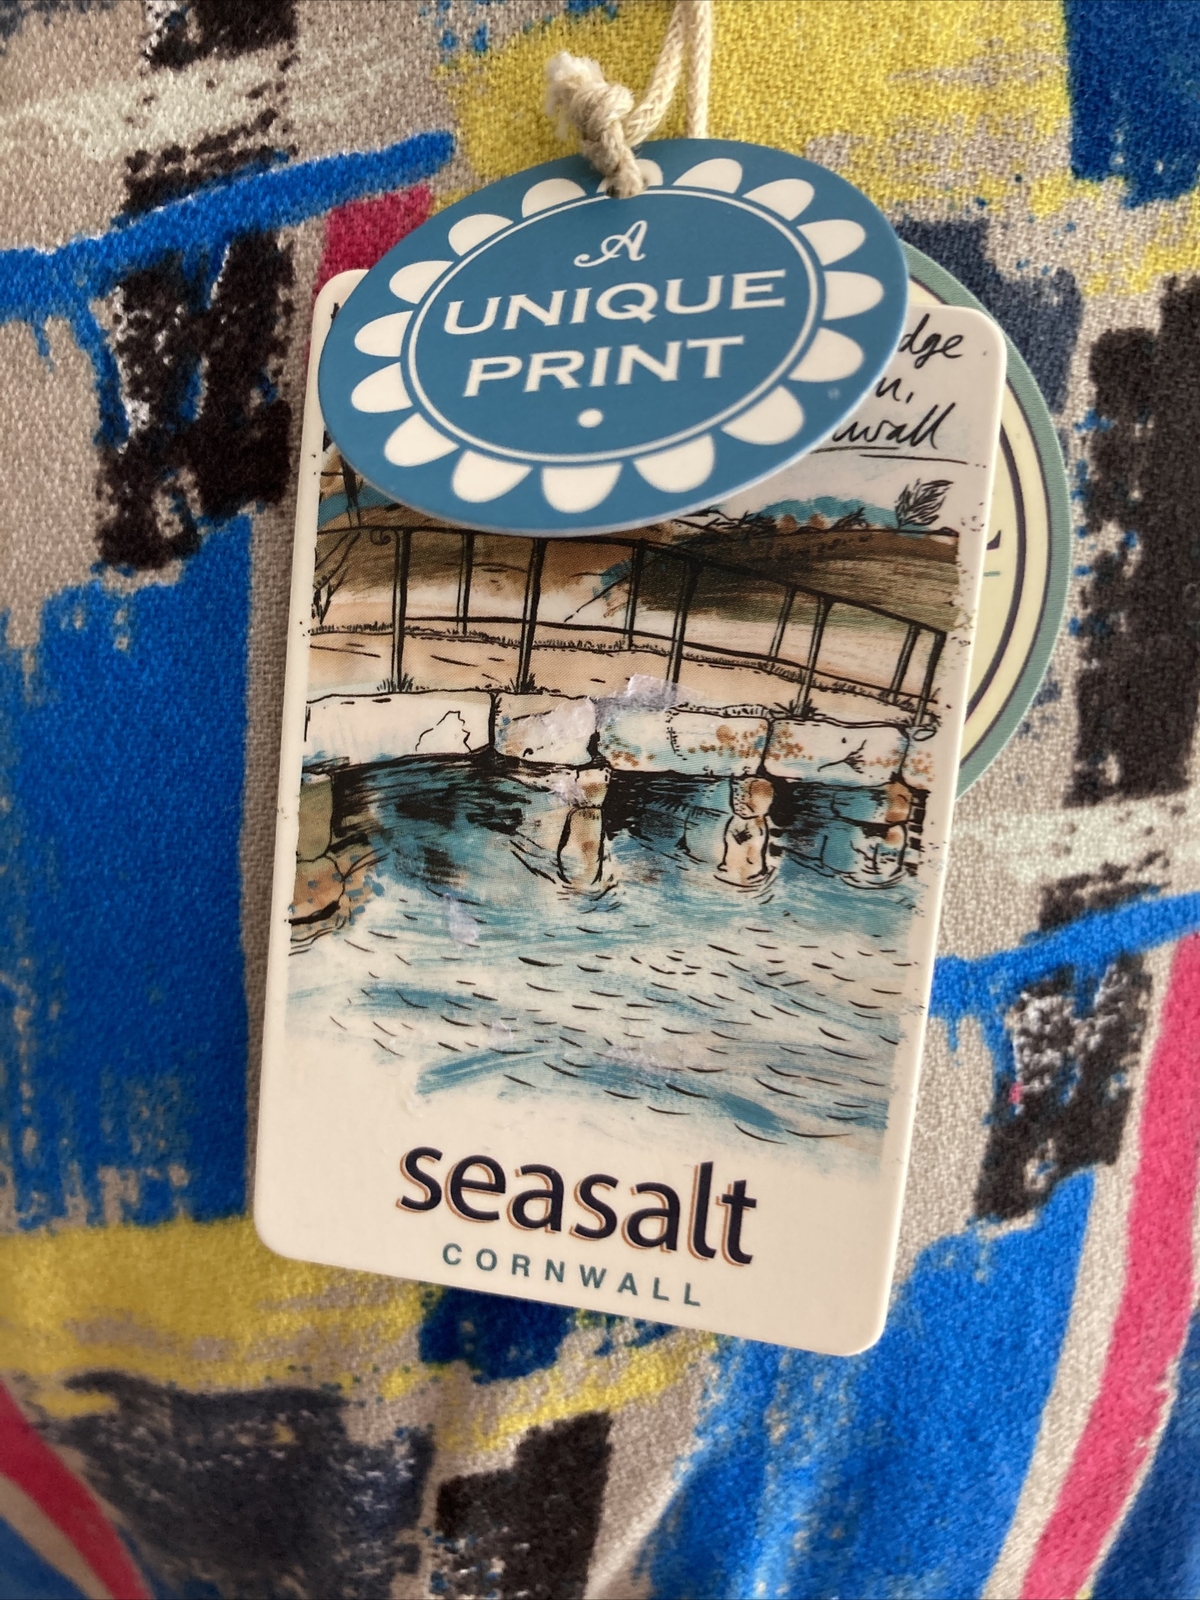 A
UNIQUE
PRINT
seasalt
CORNWALL